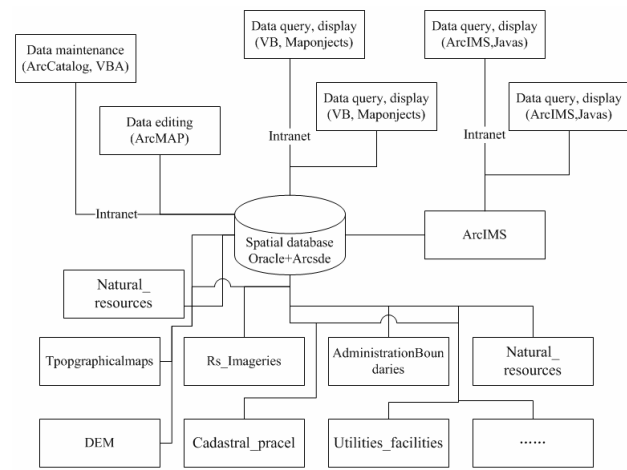 Data maintenance
(ArcCatalog, VBA)
Data query, display
(VB, Maponjects)
Data query, display
(ArcIMS,Javas)
Data query, display
(VB, Maponjects)
Data query, display
(ArcIMS,Javas)
Data editing
(ArcMAP)
Intranet
Intranet
Intranet
Spatial database
Oracle+Arcsde
ArcIMS
Natural_
resources
Tpopgraphicalmaps
Rs_Imageries
AdministrationBoun
daries
Natural_
resources
DEM
Cadastral_pracel
Utilities_facilities
······